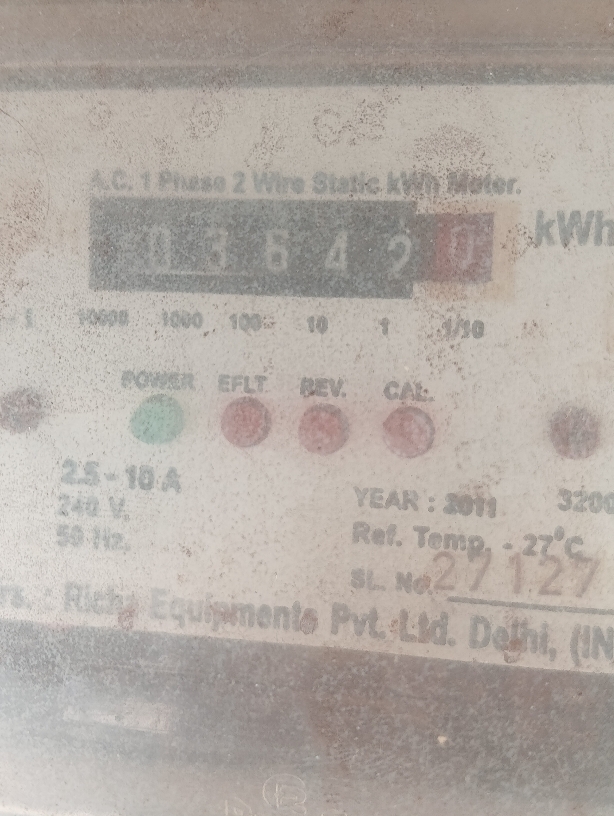 A.C. 1 Phase 2 Wire Static kWh Meter.
0 3 6 4 2 0 kWh
1 10000 1000 100 10 1 1/10
POWER EFLT. REV. CAL.
2.5 - 10 A
240 V.
50 Hz.
YEAR : 2011 3200
Ref. Temp. - 27°C
SL. No. 27127
rs. : Equipments Pvt. Ltd. Delhi, (IN